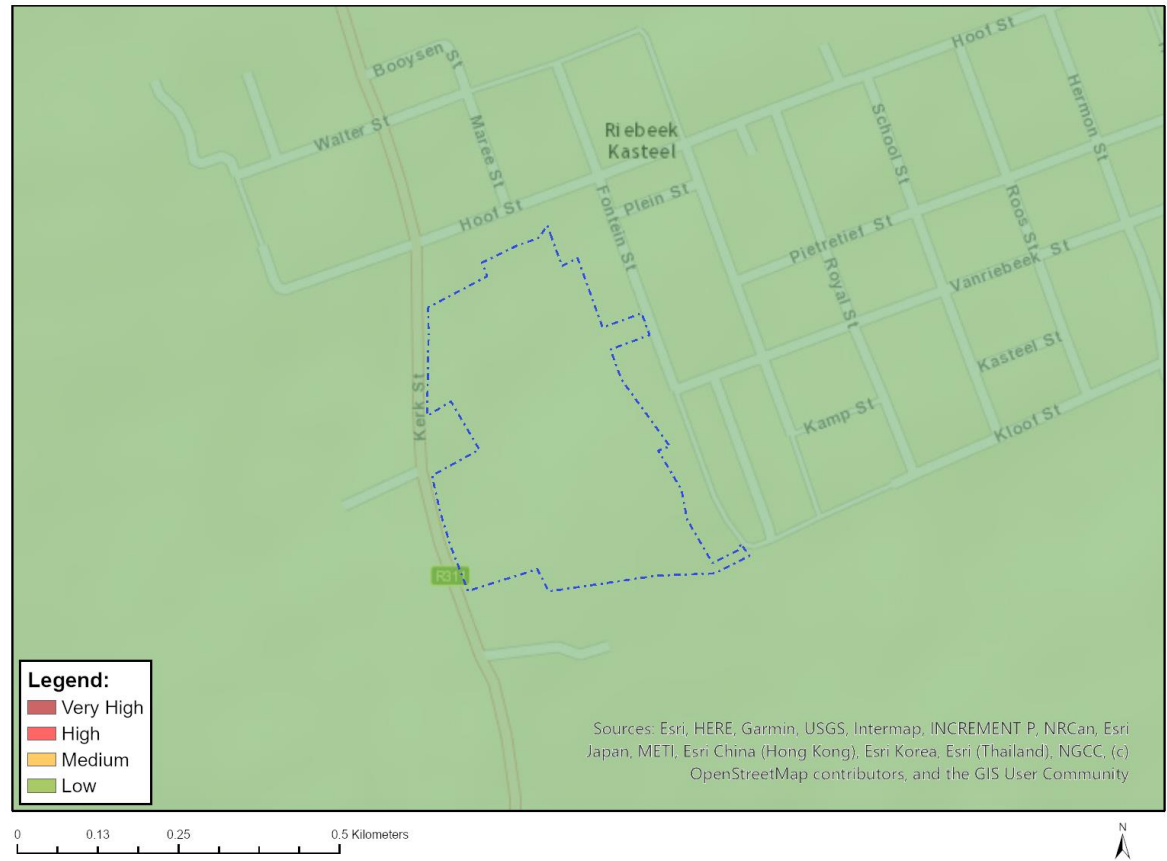 Booysen St
Hoof St
Walter St
Maree St
Riebeek
Kasteel
School St
Hermon St
Plein St
Hoof St
Fontein St
Pietretief St
Royal St
Roos St
Vanriebeek St
Kerk St
Kasteel St
Kamp St
Kloof St
Legend:
Very High
High
Medium
Low
Sources: Esri, HERE, Garmin, USGS, Intermap, INCREMENT P, NRCan, Esri
Japan, METI, Esri China (Hong Kong), Esri Korea, Esri (Thailand), NGCC, (c)
OpenStreetMap contributors, and the GIS User Community
0 0.13 0.25 0.5 Kilometers
N